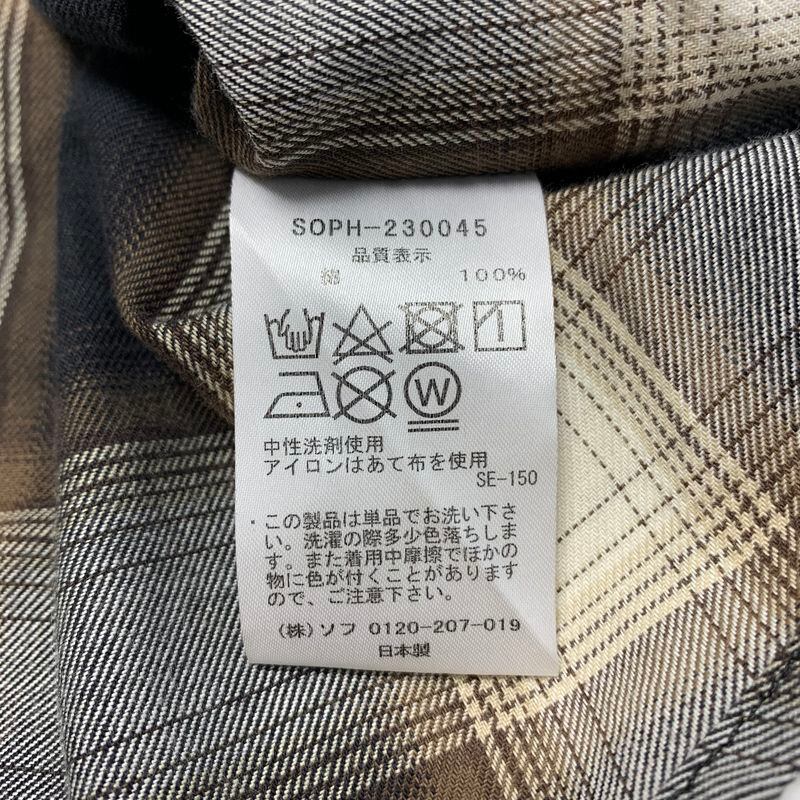 SOPH-230045
品質表示
綿 100%
W
中性洗剤使用
アイロンはあて布を使用
SE-150
・この製品は単品でお洗い下さ
い。洗濯の際多少色落ちしま
す。また着用中摩擦でほかの
物に色が付くことがあります
ので、ご注意下さい。
(株)ソフ 0120-207-019
日本製